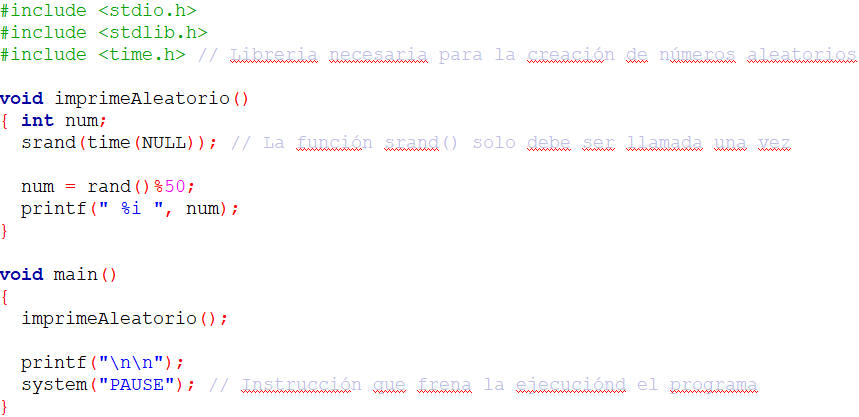 #include <stdio.h>
#include <stdlib.h>
#include <time.h> // Libreria necesaria para la creación de números aleatorios
void imprimeAleatorio()
{ int num;
srand(time(NULL)); // La función srand() solo debe ser llamada una vez
num = rand()%50;
printf(" %i ", num);
}
void main()
{
imprimeAleatorio();
printf("\n\n");
system("PAUSE"); // Instrucción que frena la ejecuciónd el programa
}